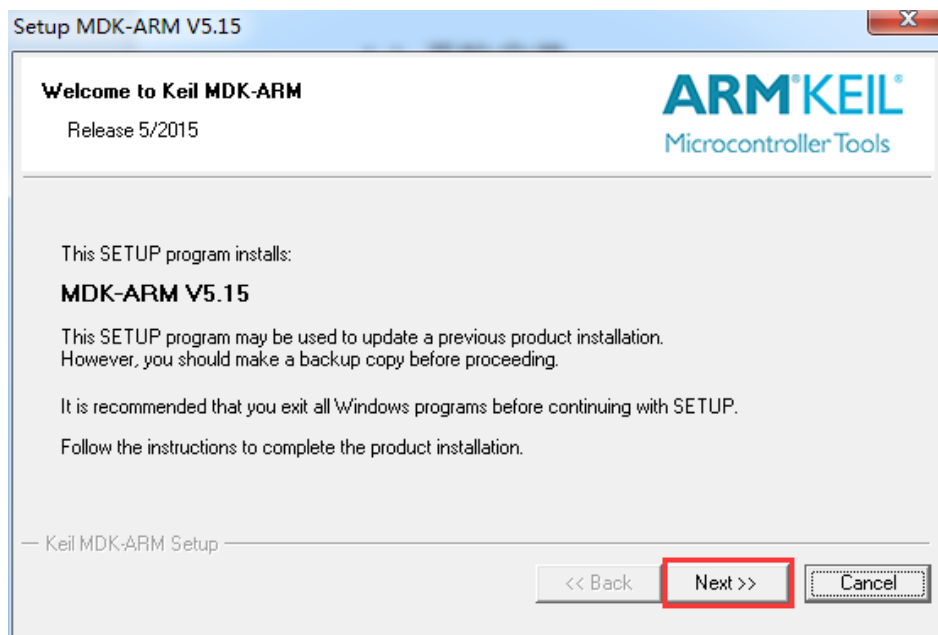 Setup MDK-ARM V5.15
Welcome to Keil MDK-ARM
Release 5/2015
ARM®KEIL®
Microcontroller Tools
This SETUP program installs:
MDK-ARM V5.15
This SETUP program may be used to update a previous product installation.
However, you should make a backup copy before proceeding.
It is recommended that you exit all Windows programs before continuing with SETUP.
Follow the instructions to complete the product installation.
Keil MDK-ARM Setup
<< Back
Next >>
Cancel